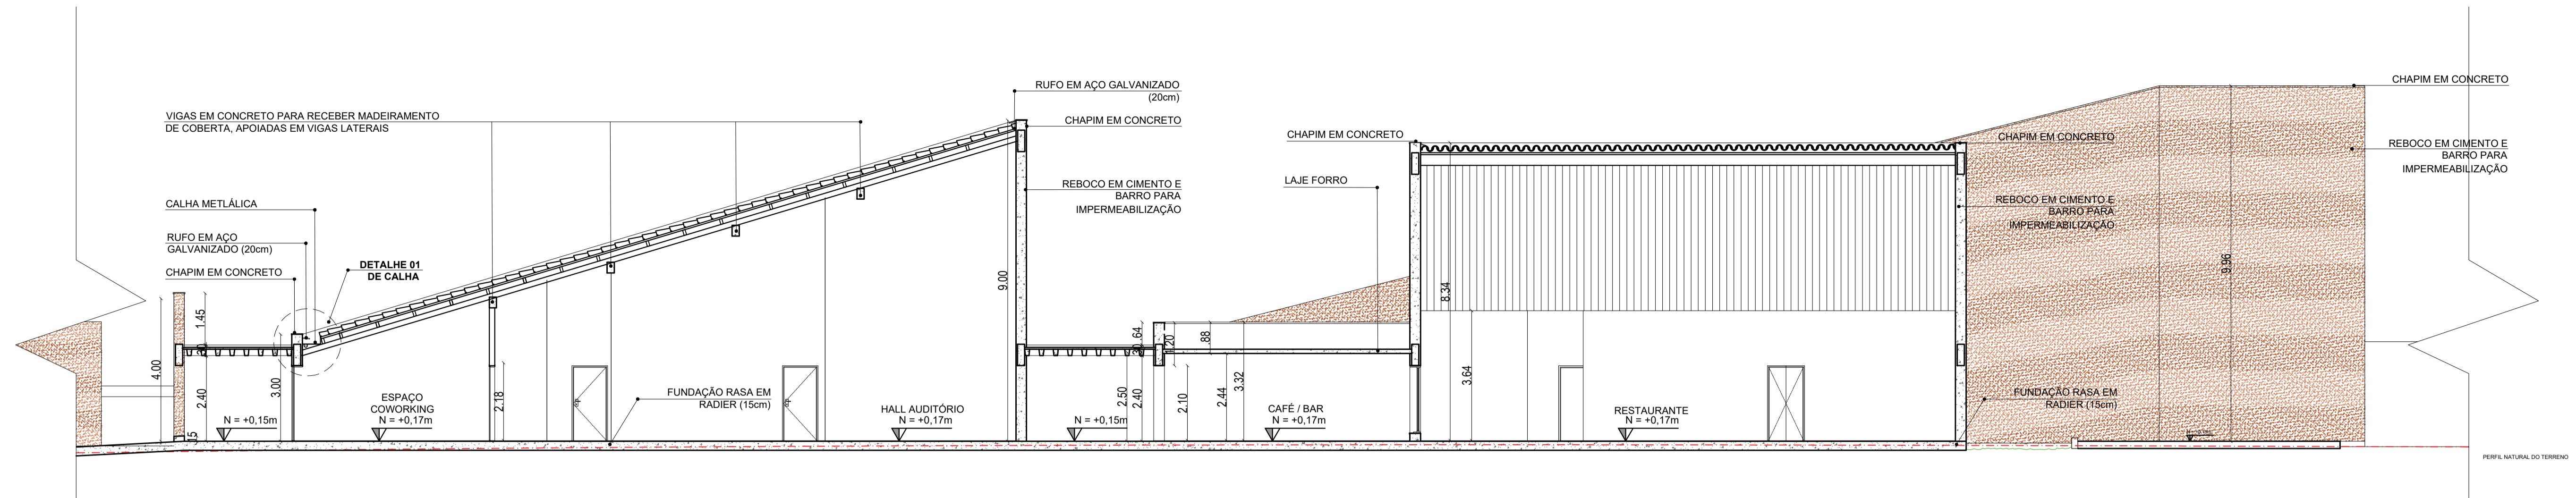 VIGAS EM CONCRETO PARA RECEBER MADEIRAMENTO
DE COBERTA, APOIADAS EM VIGAS LATERAIS
CALHA METLÁLICA
RUFO EM AÇO
GALVANIZADO (20cm)
CHAPIM EM CONCRETO
DETALHE 01
DE CALHA
RUFO EM AÇO GALVANIZADO
(20cm)
CHAPIM EM CONCRETO
REBOCO EM CIMENTO E
BARRO PARA
IMPERMEABILIZAÇÃO
CHAPIM EM CONCRETO
LAJE FORRO
CHAPIM EM CONCRETO
REBOCO EM CIMENTO E
BARRO PARA
IMPERMEABILIZAÇÃO
CHAPIM EM CONCRETO
REBOCO EM CIMENTO E
BARRO PARA
IMPERMEABILIZAÇÃO
4.00
1.45
.30
2.40
.15
3.00
2.18
9.00
.64
.30
1.20
.88
2.50
2.40
2.10
2.44
3.32
8.34
3.64
9.96
N = +0,15m
ESPAÇO
COWORKING
N = +0,17m
FUNDAÇÃO RASA EM
RADIER (15cm)
HALL AUDITÓRIO
N = +0,17m
N = +0,15m
CAFÉ / BAR
N = +0,17m
RESTAURANTE
N = +0,17m
FUNDAÇÃO RASA EM
RADIER (15cm)
PERFIL NATURAL DO TERRENO